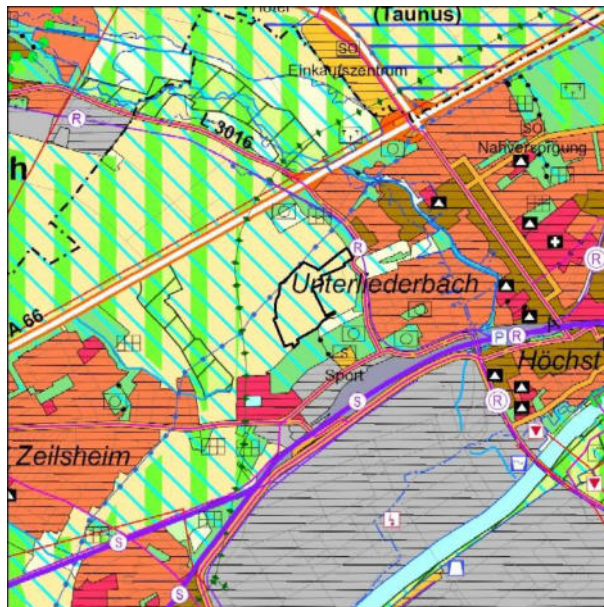 (Taunus)
SO
Einkaufszentrum
R
L 3016
SO
Nahversorgung
h
R
Unterliederbach
R
A 66
P R
P
Höchst
Sport
S
R
Zeilsheim
S
S